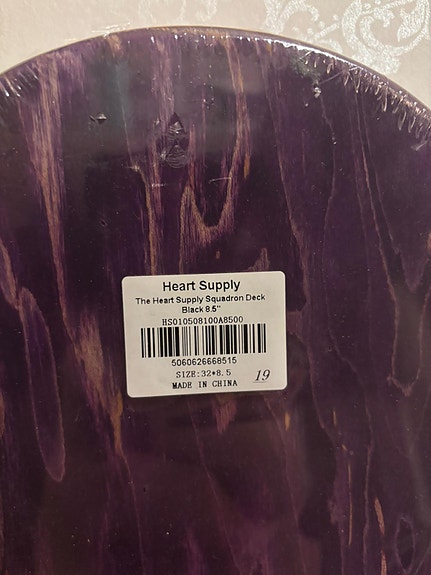 Heart Supply
The Heart Supply Squadron Deck
Black 8.5"
HS010508100A8500
5060626668515
SIZE:32*8.5
MADE IN CHINA 19